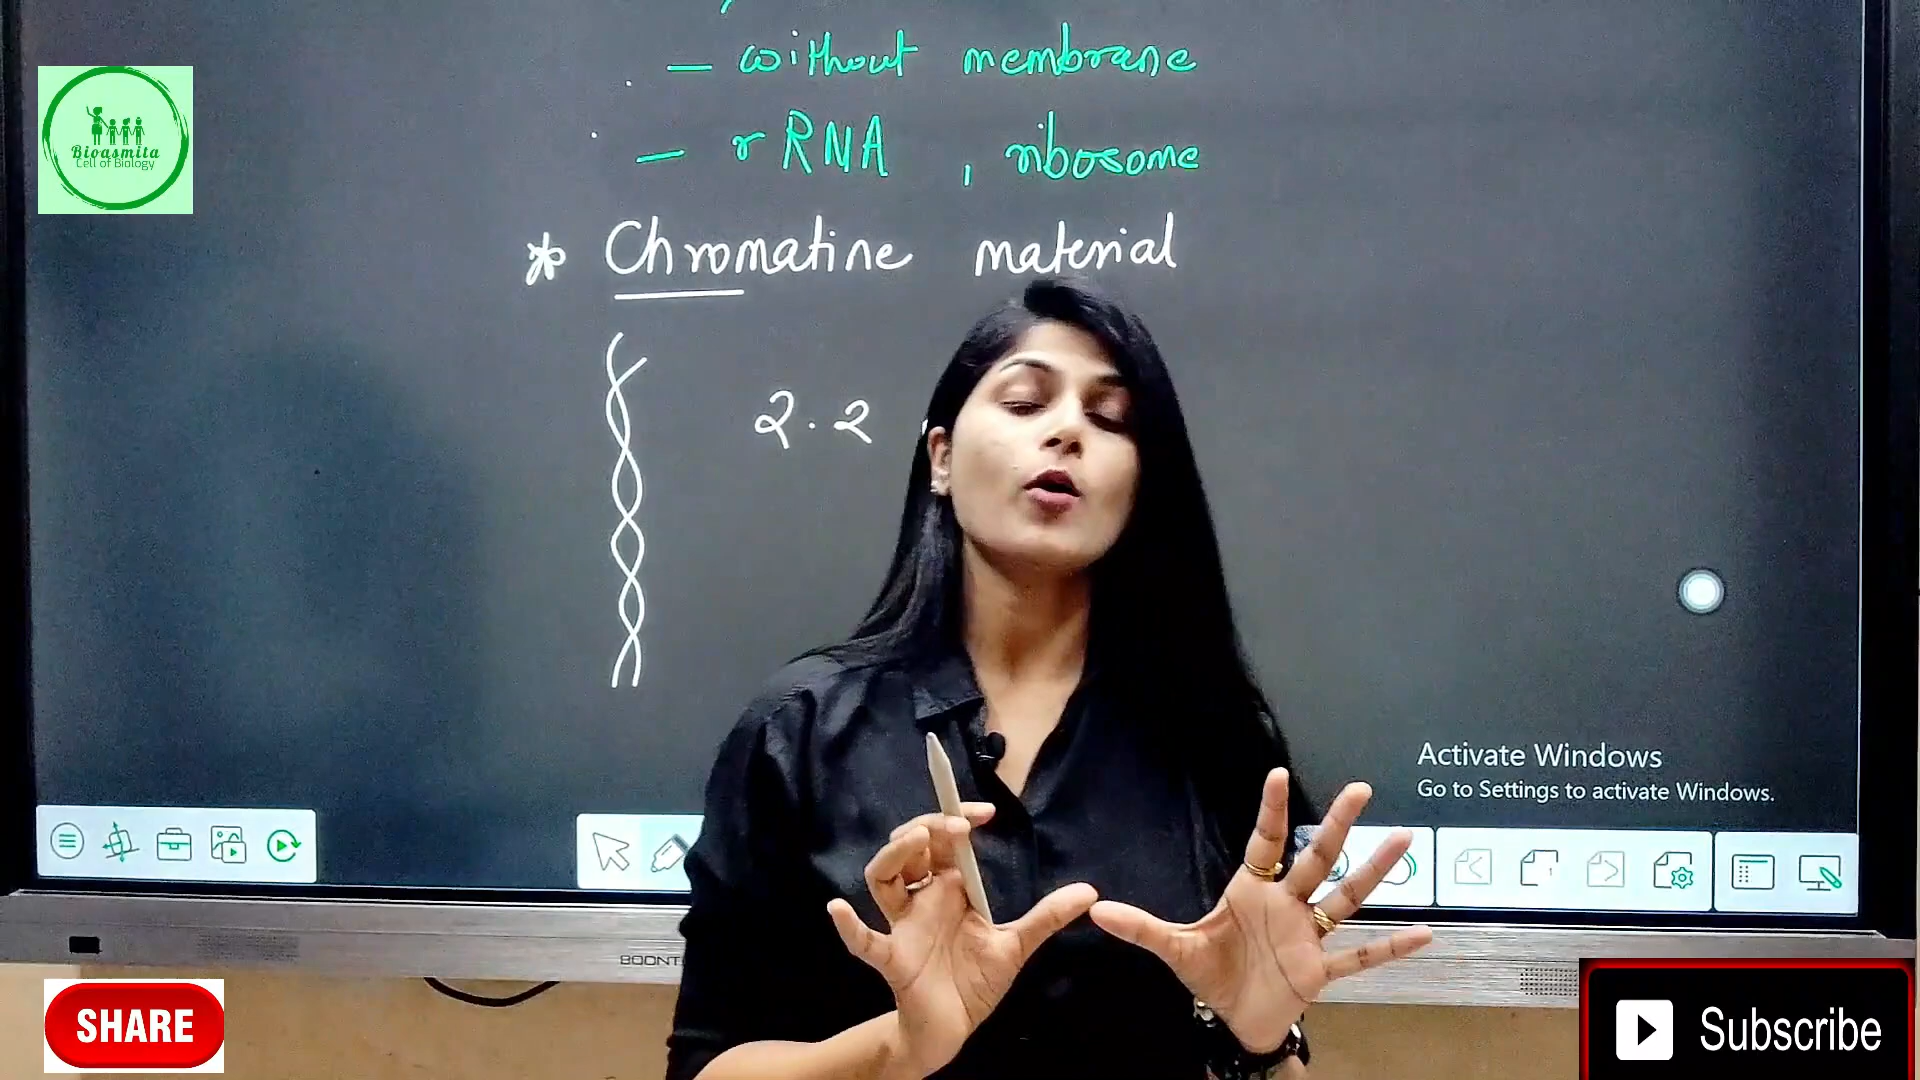 - without membrane
- rRNA, ribosome
* Chromatine material
2.2
Bioasmita
Cell of Biology
Activate Windows
Go to Settings to activate Windows.
SHARE
Subscribe